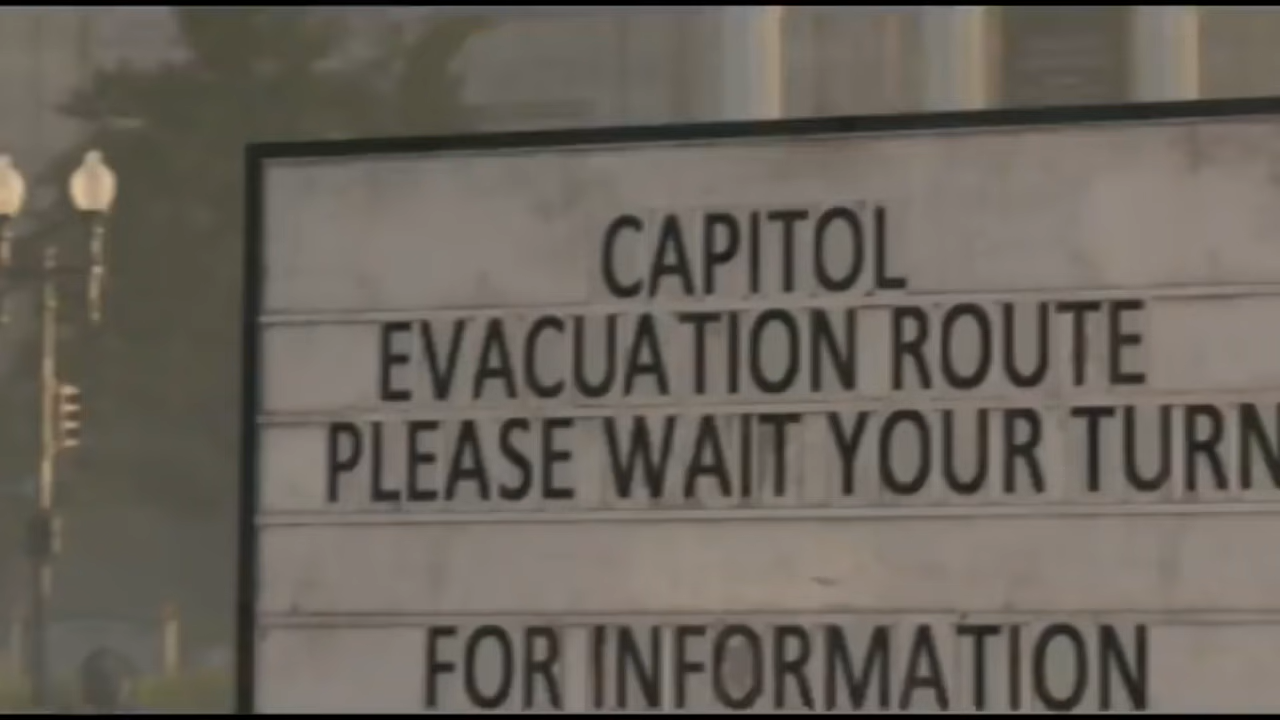 CAPITOL
EVACUATION ROUTE
PLEASE WAIT YOUR TURN
FOR INFORMATION